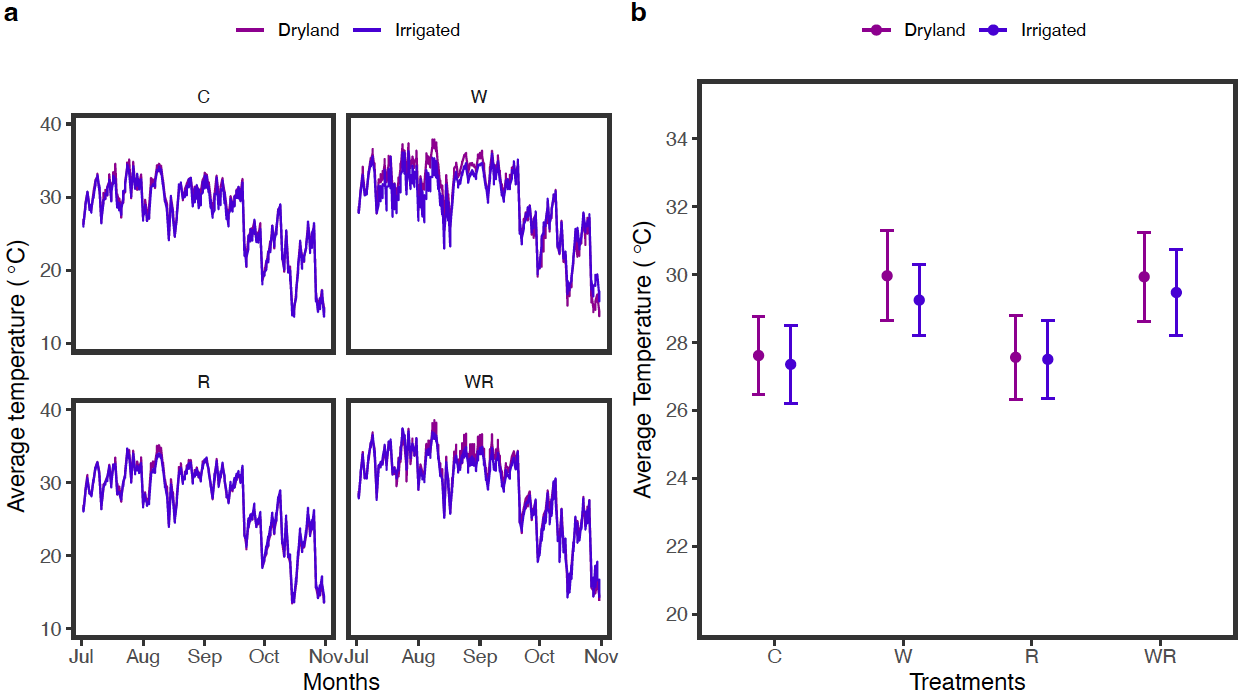 a
Dryland Irrigated
C
W
40
30
20
10
R
WR
40
30
20
10
Jul Aug Sep Oct Nov
Jul Aug Sep Oct Nov
Months
Average temperature ( °C)
b
Dryland Irrigated
34
32
30
28
26
24
22
20
C W R WR
Treatments
Average Temperature ( °C)